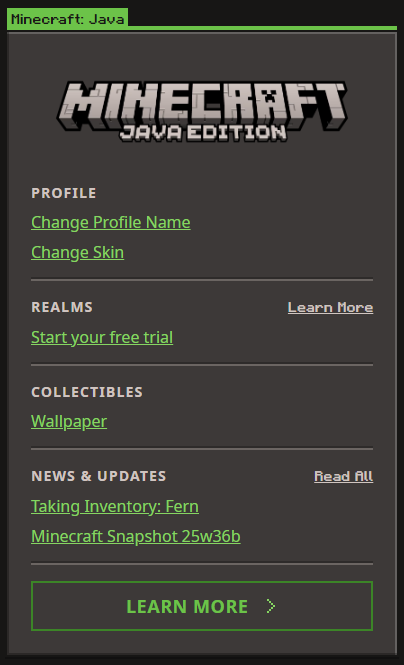 Minecraft: Java
MINECRAFT
JAVA EDITION
PROFILE
Change Profile Name
Change Skin
REALMS Learn More
Start your free trial
COLLECTIBLES
Wallpaper
NEWS & UPDATES Read All
Taking Inventory: Fern
Minecraft Snapshot 25w36b
LEARN MORE